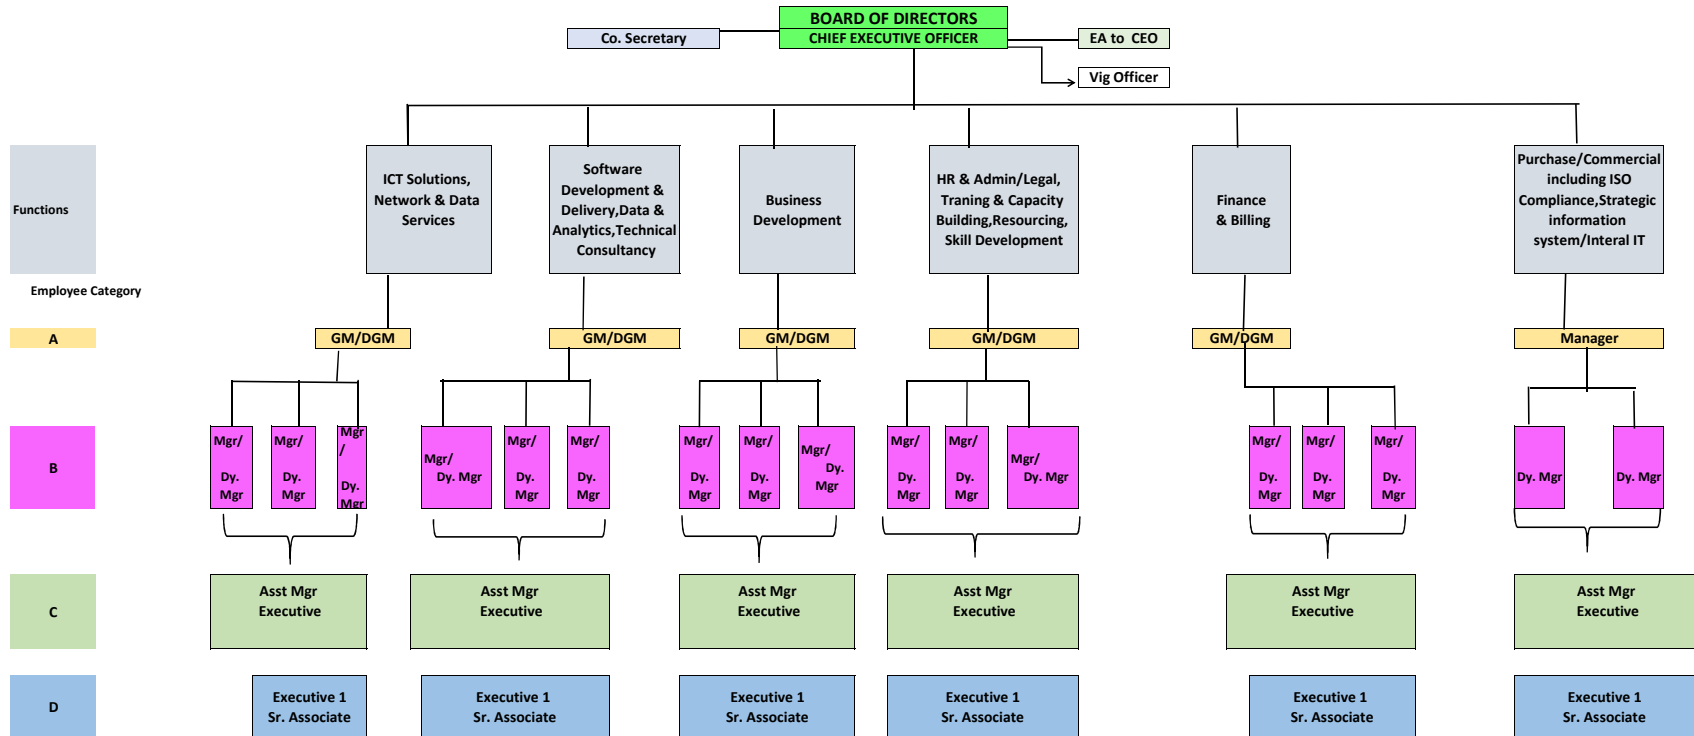 BOARD OF DIRECTORS
Co. Secretary
CHIEF EXECUTIVE OFFICER
EA to CEO
Vig Officer
Functions
ICT Solutions,
Network & Data
Services
Software
Development &
Delivery,Data &
Analytics,Technical
Consultancy
Business
Development
HR & Admin/Legal,
Traning & Capacity
Building,Resourcing,
Skill Development
Finance
& Billing
Purchase/Commercial
including ISO
Compliance,Strategic
information
system/Interal IT
Employee Category
A
GM/DGM
GM/DGM
GM/DGM
GM/DGM
GM/DGM
Manager
B
Mgr/
Dy.
Mgr
Mgr/
Dy.
Mgr
Mgr
/
Dy.
Mgr
Mgr/
Dy. Mgr
Mgr/
Dy.
Mgr
Mgr/
Dy.
Mgr
Mgr/
Dy.
Mgr
Mgr/
Dy.
Mgr
Mgr/
Dy.
Mgr
Mgr/
Dy.
Mgr
Mgr/
Dy.
Mgr
Mgr/
Dy. Mgr
Mgr/
Dy.
Mgr
Mgr/
Dy.
Mgr
Mgr/
Dy.
Mgr
Dy. Mgr
Dy. Mgr
C
Asst Mgr
Executive
Asst Mgr
Executive
Asst Mgr
Executive
Asst Mgr
Executive
Asst Mgr
Executive
Asst Mgr
Executive
D
Executive 1
Sr. Associate
Executive 1
Sr. Associate
Executive 1
Sr. Associate
Executive 1
Sr. Associate
Executive 1
Sr. Associate
Executive 1
Sr. Associate